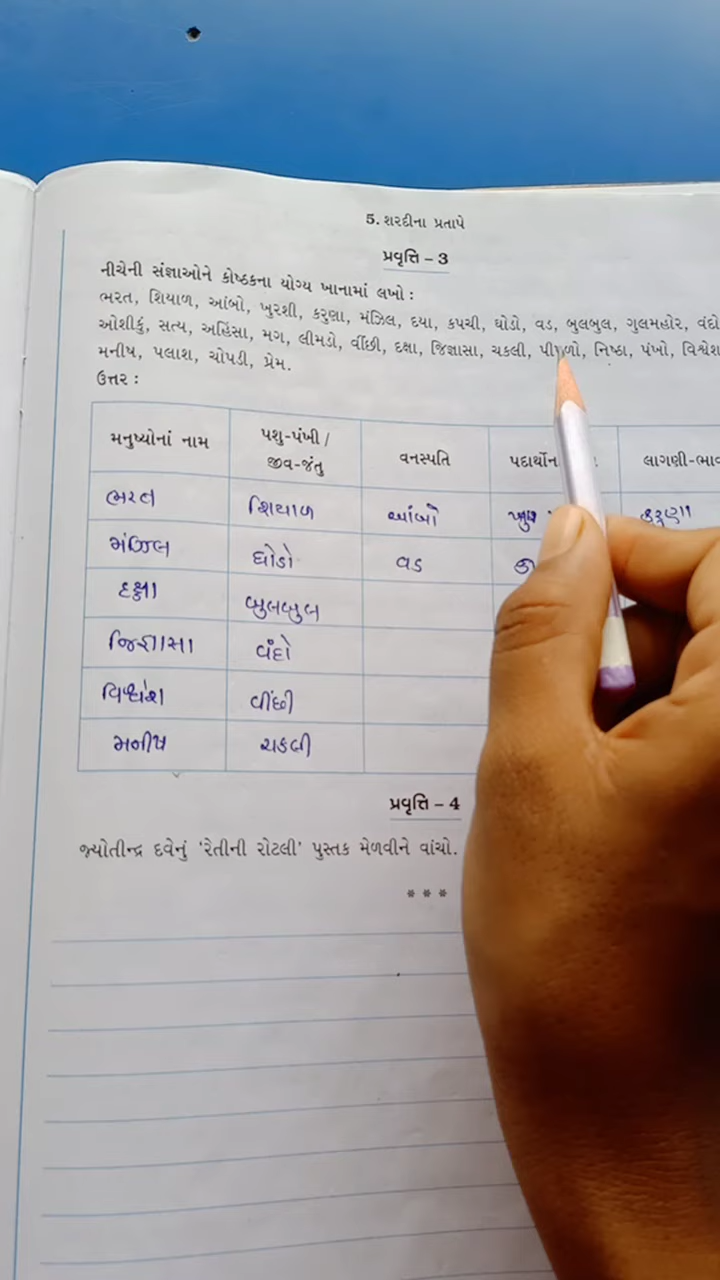 5. શરદીના પ્રતાપે
પ્રવૃત્તિ – 3
નીચેની સંજ્ઞાઓને કોષ્ઠકના યોગ્ય ખાનામાં લખો :
ભરત, શિયાળ, આંબો, ખુરશી, કરુણા, મંઝિલ, દયા, કપચી, ઘોડો, વડ, બુલબુલ, ગુલમહોર, વંદો
ઓશીકું, સત્ય, અહિંસા, મગ, લીમડો, વીંછી, દક્ષા, જિજ્ઞાસા, ચકલી, પીપળો, નિષ્ઠા, પંખો, વિશ્વેશ
મનીષ, પલાશ, ચોપડી, પ્રેમ.
ઉત્તર :
મનુષ્યોનાં નામ પશુ-પંખી / જીવ-જંતુ વનસ્પતિ પદાર્થોન લાગણી-ભાવ
ભરત શિયાળ આંબો ખુર કરૂણા
મંઝિલ ઘોડો વડ ક
દક્ષા બુલબુલ
જિજ્ઞાસા વંદો
વિશ્વેશ વીંછી
મનીષ ચકલી
પ્રવૃત્તિ – 4
જ્યોતીન્દ્ર દવેનું ‘રેતીની રોટલી’ પુસ્તક મેળવીને વાંચો.
***